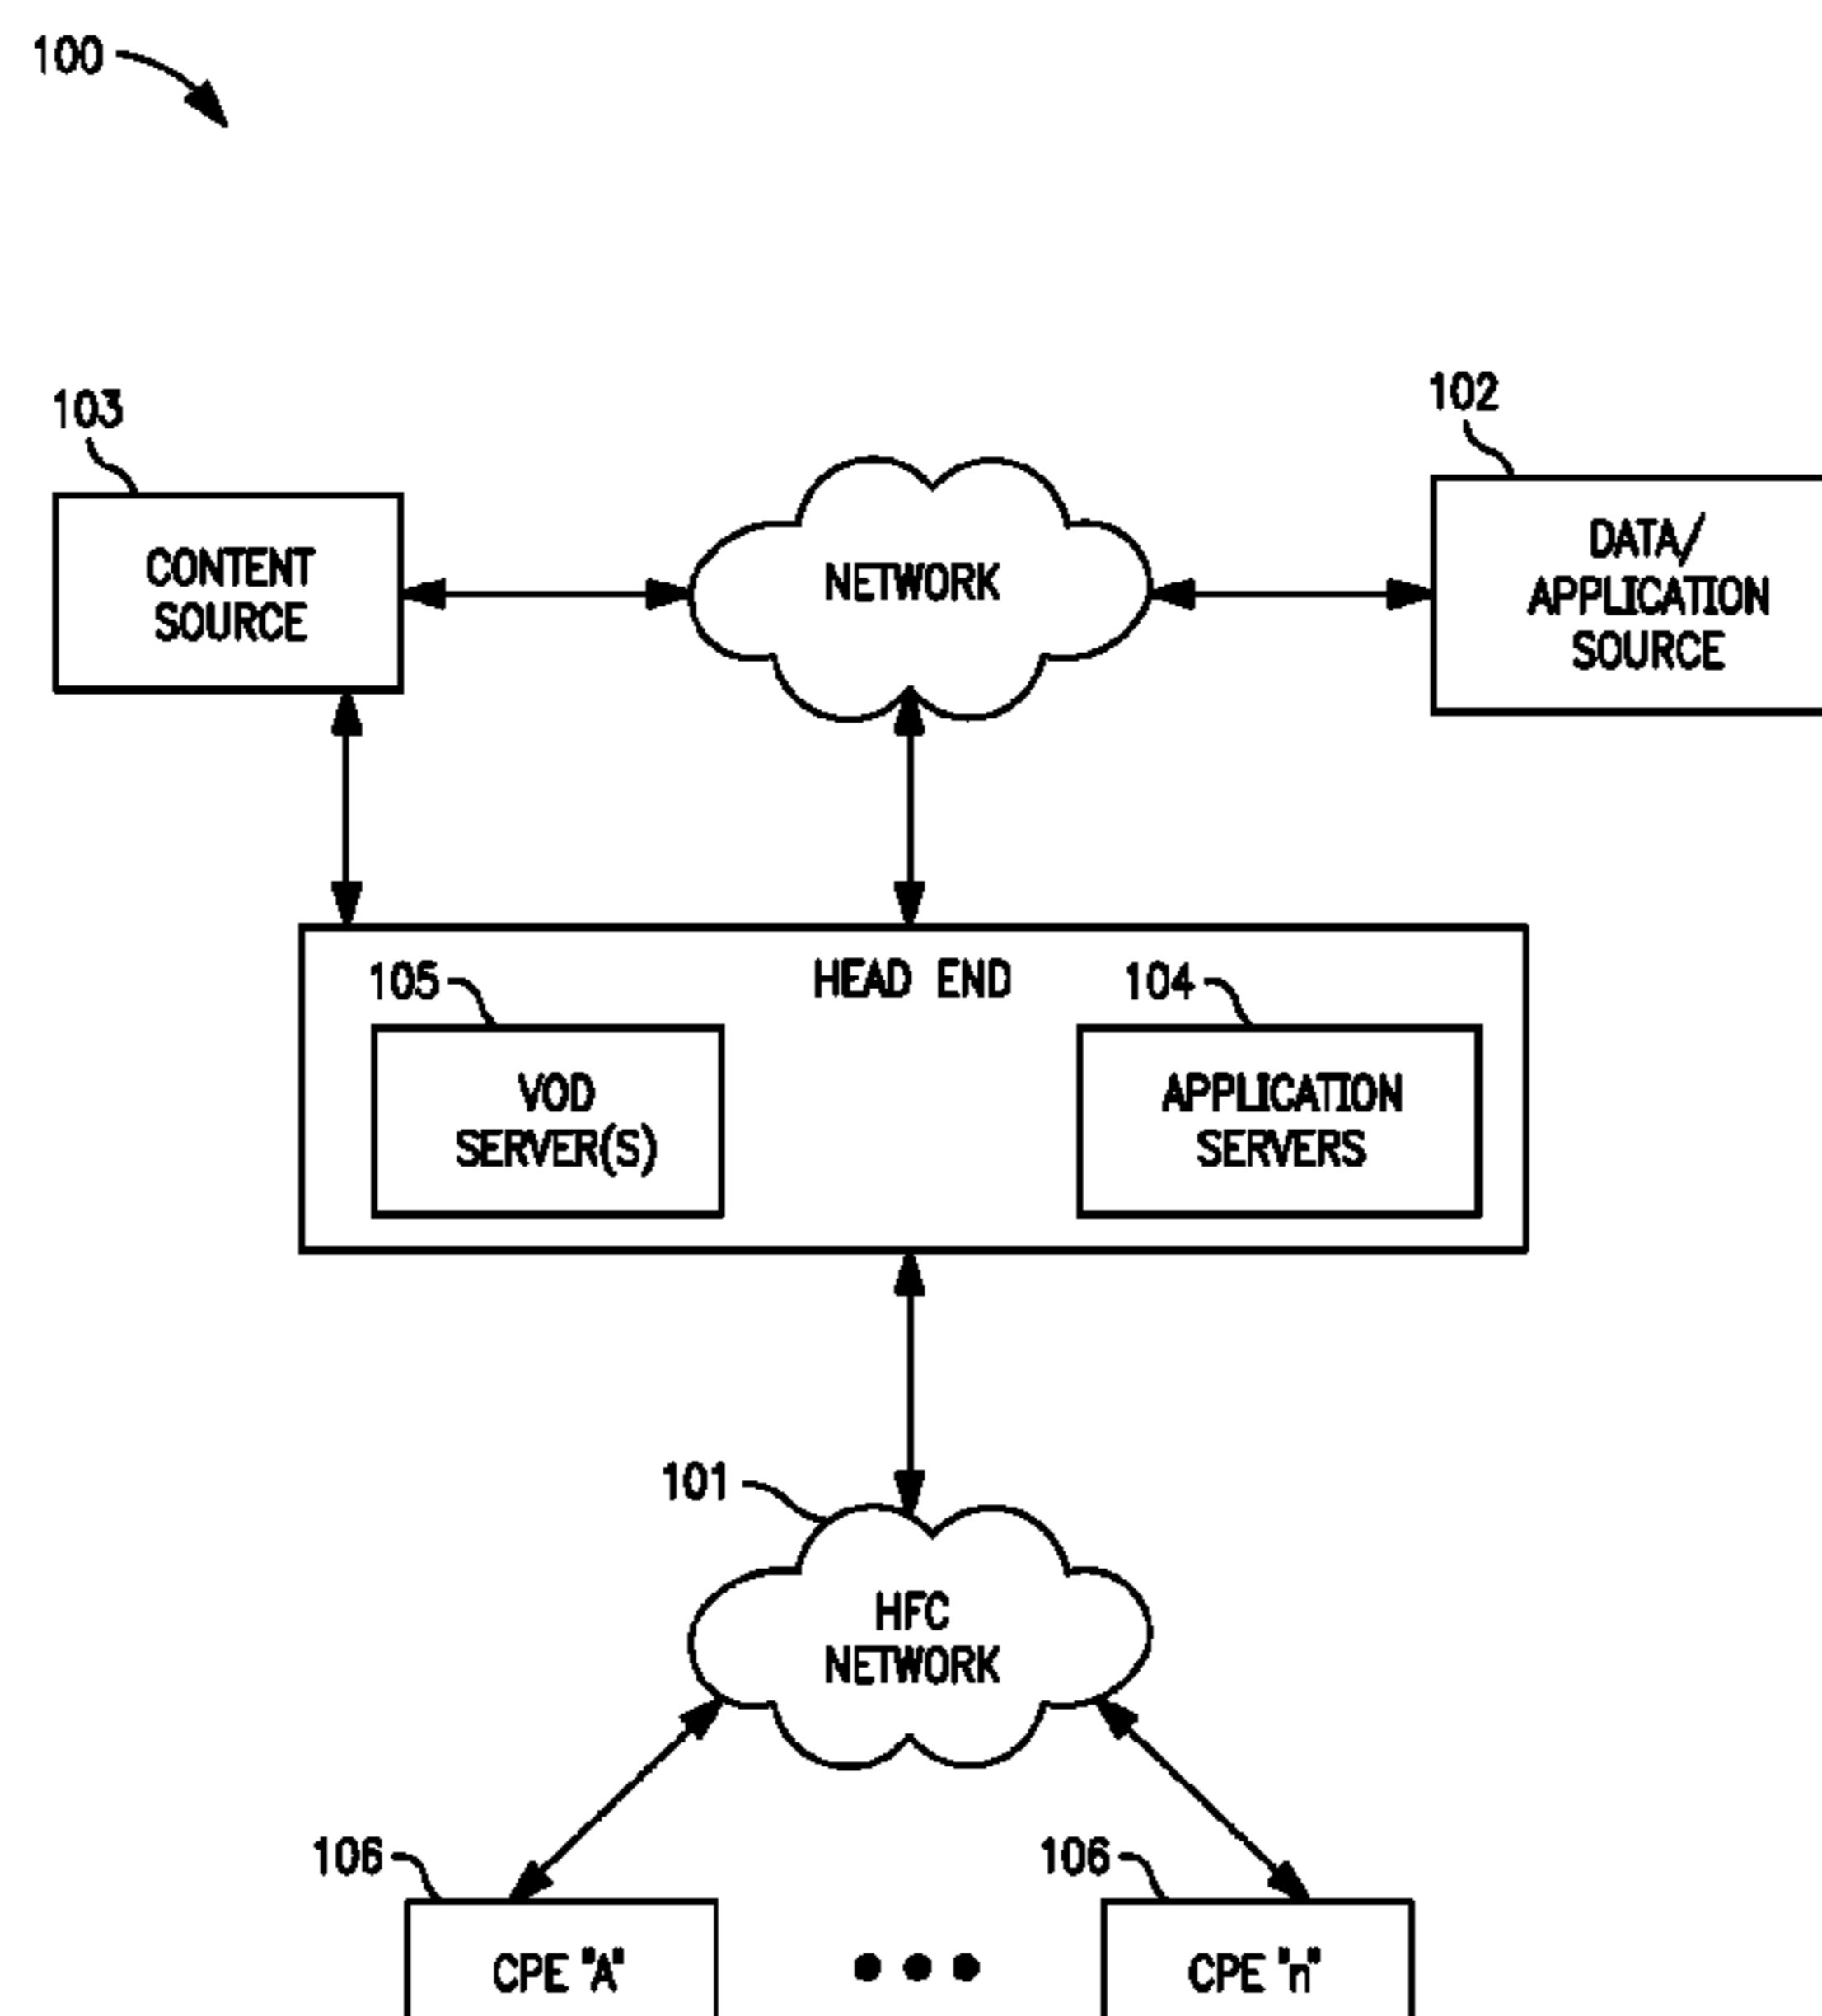 100
103
102
CONTENT
SOURCE
NETWORK
DATA/
APPLICATION
SOURCE
HEAD END
105
104
VOD
SERVER(S)
APPLICATION
SERVERS
101
HFC
NETWORK
106
106
CPE "A"
CPE "n"